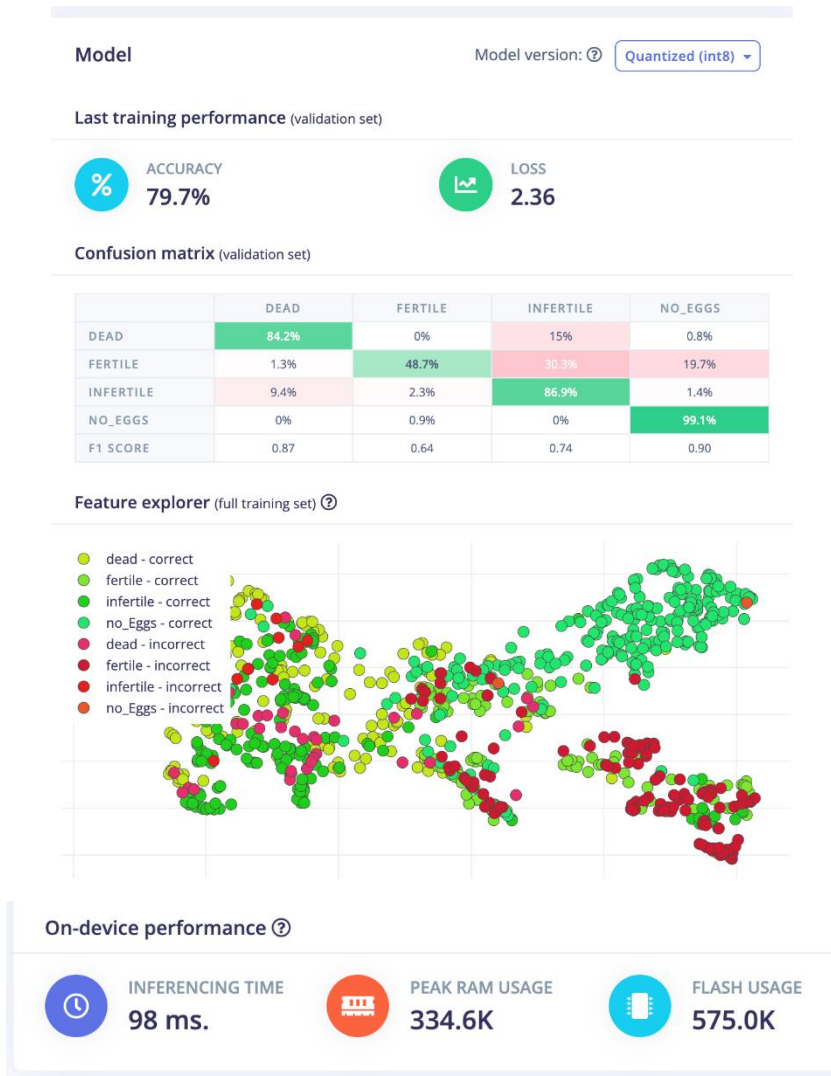 Model Model version: ? Quantized (int8)
Last training performance (validation set)
% ACCURACY LOSS
79.7% 2.36
Confusion matrix (validation set)
DEAD FERTILE INFERTILE NO_EGGS
DEAD 84.2% 0% 15% 0.8%
FERTILE 1.3% 48.7% 30.3% 19.7%
INFERTILE 9.4% 2.3% 86.9% 1.4%
NO_EGGS 0% 0.9% 0% 99.1%
F1 SCORE 0.87 0.64 0.74 0.90
Feature explorer (full training set) ?
dead - correct
fertile - correct
infertile - correct
no_Eggs - correct
dead - incorrect
fertile - incorrect
infertile - incorrect
no_Eggs - incorrect
On-device performance ?
INFERENCING TIME PEAK RAM USAGE FLASH USAGE
98 ms. 334.6K 575.0K